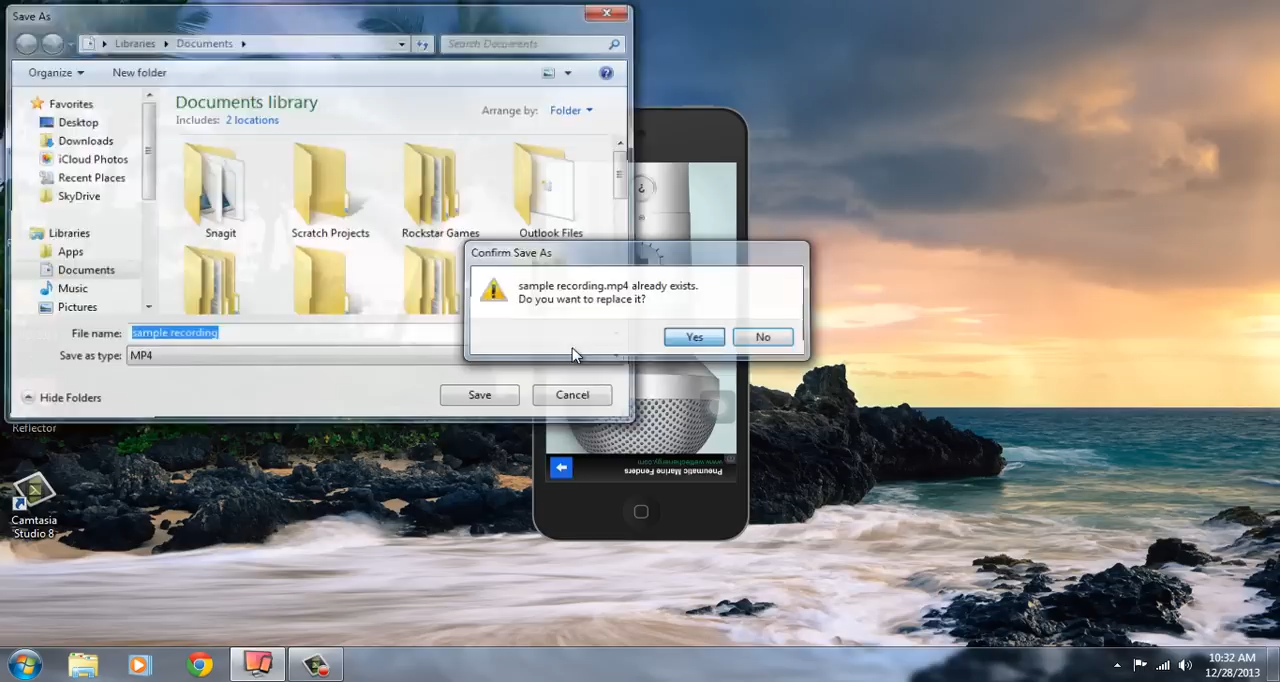 Save As
Libraries
Documents
Search Documents
Organize
New folder
Documents library
Includes: 2 locations
Arrange by: Folder
Favorites
Desktop
Downloads
iCloud Photos
Recent Places
SkyDrive
Libraries
Apps
Documents
Music
Pictures
Snagit
Scratch Projects
Rockstar Games
Outlook Files
File name: sample recording
Save as type: MP4
Hide Folders
Save
Cancel
Confirm Save As
sample recording.mp4 already exists.
Do you want to replace it?
Yes
No
Reflector
Camtasia
Studio 8
Pneumatic Marine Fenders
10:32 AM
12/28/2013